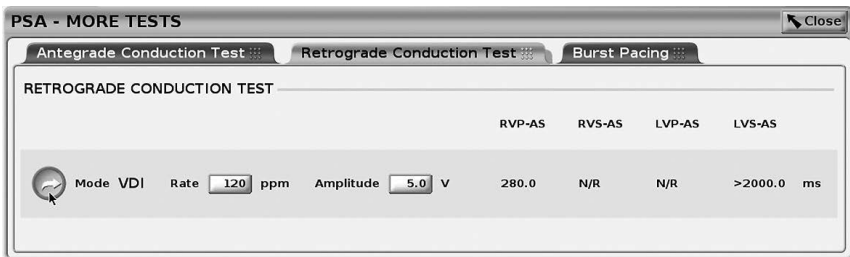 PSA - MORE TESTS Close
Antegrade Conduction Test Retrograde Conduction Test Burst Pacing
RETROGRADE CONDUCTION TEST
RVP-AS RVS-AS LVP-AS LVS-AS
Mode VDI Rate 120 ppm Amplitude 5.0 V 280.0 N/R N/R >2000.0 ms